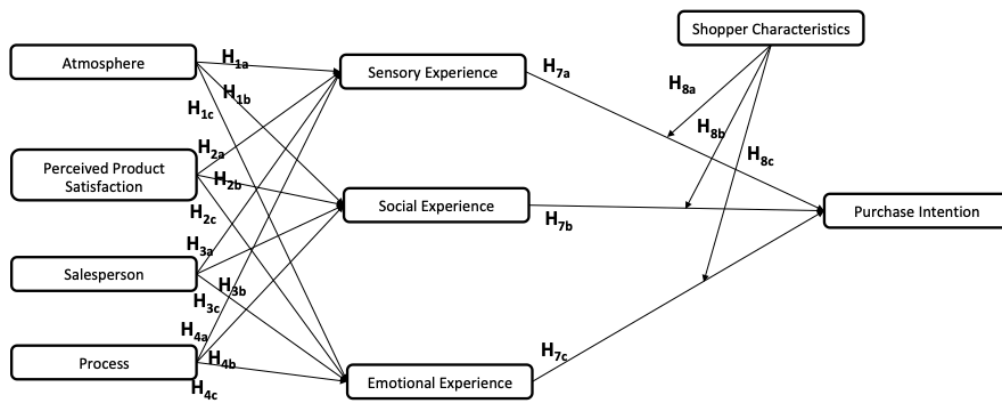 Shopper Characteristics
Atmosphere
H1a
Sensory Experience
H7a
H8a
H1b
H1c
H8b
H2a
H8c
Perceived Product
Satisfaction
H2b
Social Experience
H7b
Purchase Intention
H2c
H3a
Salesperson
H3b
H3c
H4a
Process
H4b
H7c
H4c
Emotional Experience